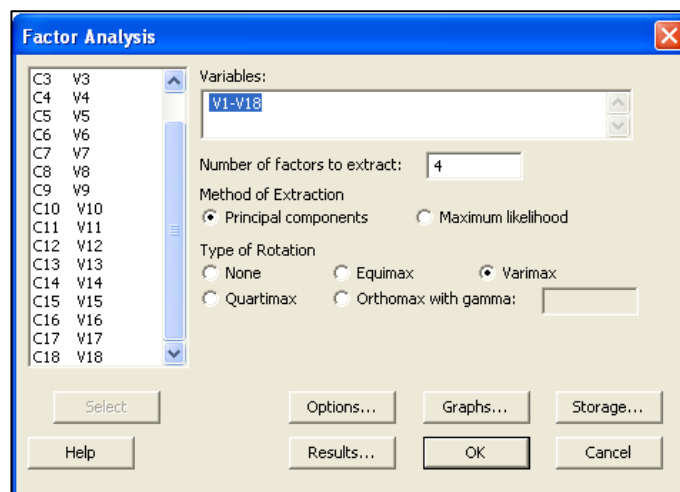 Factor Analysis
C3 V3
C4 V4
C5 V5
C6 V6
C7 V7
C8 V8
C9 V9
C10 V10
C11 V11
C12 V12
C13 V13
C14 V14
C15 V15
C16 V16
C17 V17
C18 V18
Variables:
V1-V18
Number of factors to extract: 4
Method of Extraction
Principal components Maximum likelihood
Type of Rotation
None Equimax Varimax
Quartimax Orthomax with gamma:
Select Options... Graphs... Storage...
Help Results... OK Cancel